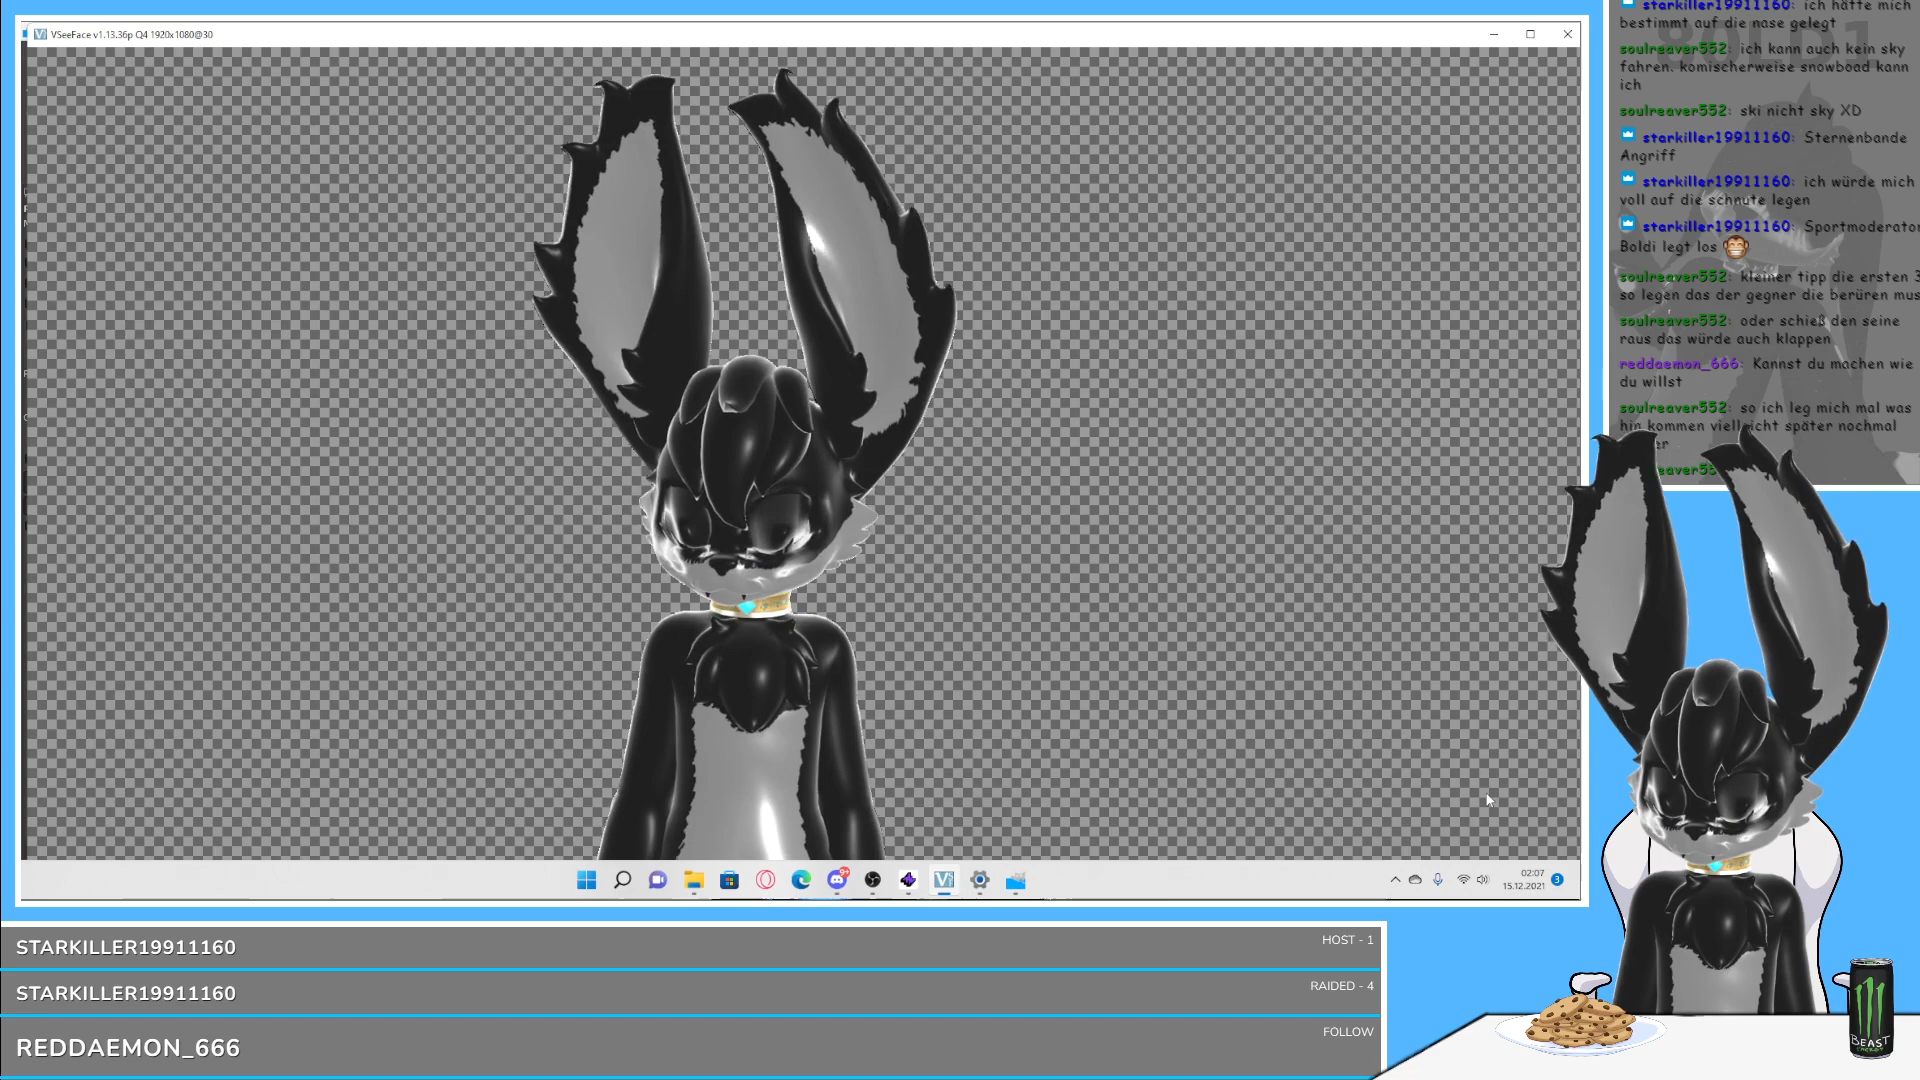 VSeeFace v1.13.36p Q4 1920x1080@30
02:07
15.12.2021
3
9+
starkiller19911160: ich hätte mich
bestimmt auf die nase gelegt
soulreaver552: ich kann auch kein sky
fahren. komischerweise snowboad kann
ich
soulreaver552: ski nicht sky XD
starkiller19911160: Sternenbande
Angriff
starkiller19911160: ich würde mich
voll auf die schnute legen
starkiller19911160: Sportmoderator
Boldi legt los
soulreaver552: kleiner tipp die ersten 3
so legen das der gegner die berüren mus
soulreaver552: oder schieß den seine
raus das würde auch klappen
reddaemon_666: Kannst du machen wie
du willst
soulreaver552: so ich leg mich mal was
hin kommen vielleicht später nochmal
STARKILLER19911160
HOST - 1
STARKILLER19911160
RAIDED - 4
REDDAEMON_666
FOLLOW
BEAST